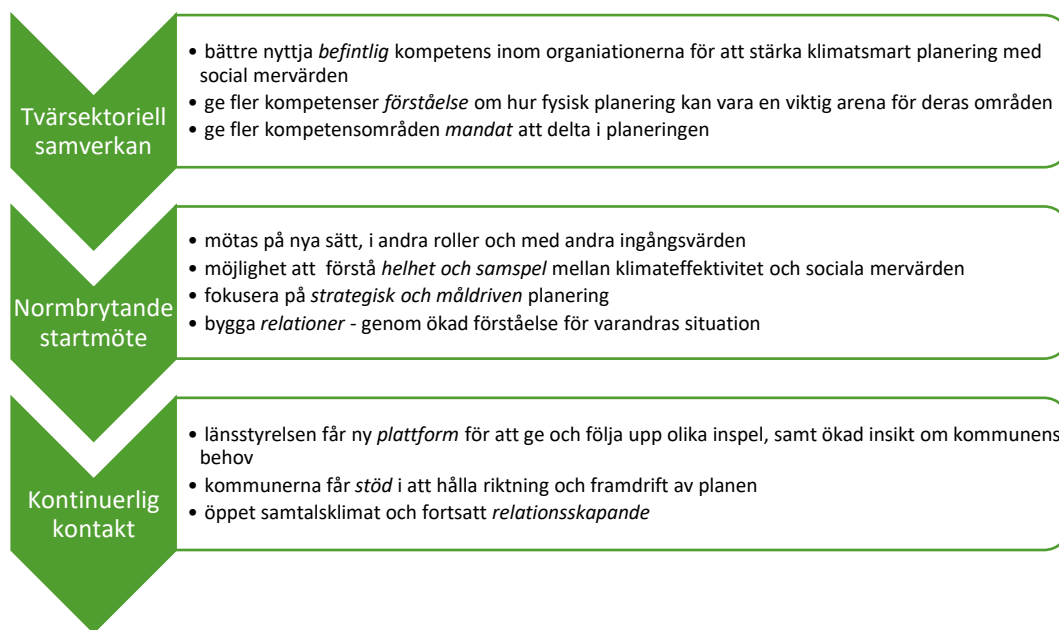 Tvärsektoriell
samverkan
• bättre nyttja befintlig kompetens inom organiationerna för att stärka klimatsmart planering med
social mervärden
• ge fler kompetenser förståelse om hur fysisk planering kan vara en viktig arena för deras områden
• ge fler kompetensområden mandat att delta i planeringen
Normbrytande
startmöte
• mötas på nya sätt, i andra roller och med andra ingångsvärden
• möjlighet att förstå helhet och samspel mellan klimateffektivitet och sociala mervärden
• fokusera på strategisk och måldriven planering
• bygga relationer - genom ökad förståelse för varandras situation
Kontinuerlig
kontakt
• länsstyrelsen får ny plattform för att ge och följa upp olika inspel, samt ökad insikt om kommunens
behov
• kommunerna får stöd i att hålla riktning och framdrift av planen
• öppet samtalsklimat och fortsatt relationsskapande